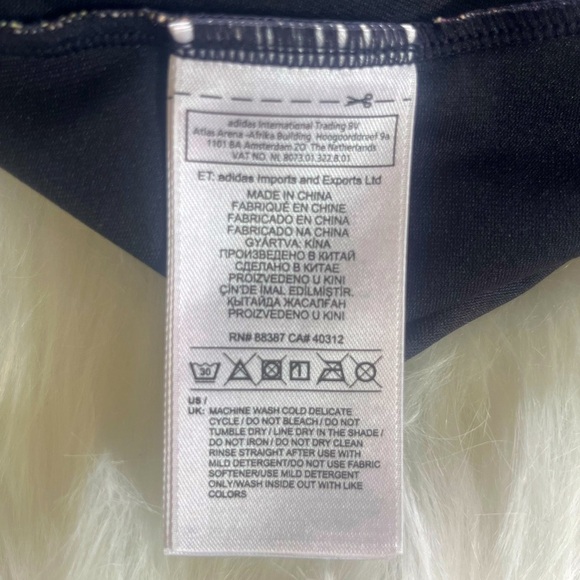 adidas International Trading BV
Atlas Arena -Afrika Building Hoogoorddreef 9a
1101 BA Amsterdam ZO The Netherlands
VAT NO. NL 8073.01.322.B.01
ET: adidas Imports and Exports Ltd
MADE IN CHINA
FABRIQUÉ EN CHINE
FABRICADO EN CHINA
FABRICADO NA CHINA
GYÁRTVA: KÍNA
ПРОИЗВЕДЕНО В КИТАЙ
СДЕЛАНО В КИТАЕ
PROIZVEDENO U KINI
ÇİN'DE İMAL EDİLMİŞTİR.
ҚЫТАЙДА ЖАСАЛҒАН
PROIZVEDENO U KINI
RN# 88387 CA# 40312
30
US /
UK: MACHINE WASH COLD DELICATE
CYCLE / DO NOT BLEACH / DO NOT
TUMBLE DRY / LINE DRY IN THE SHADE /
DO NOT IRON / DO NOT DRY CLEAN
RINSE STRAIGHT AFTER USE WITH
MILD DETERGENT/DO NOT USE FABRIC
SOFTENER/USE MILD DETERGENT
ONLY/WASH INSIDE OUT WITH LIKE
COLORS